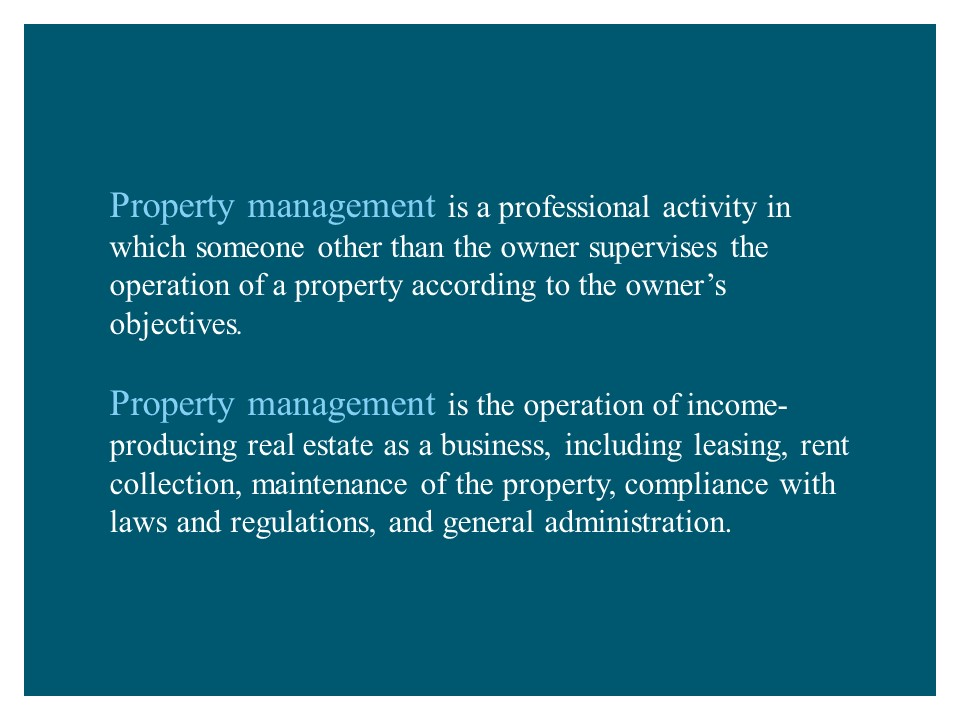 Property management is a professional activity in
which someone other than the owner supervises the
operation of a property according to the owner’s
objectives.
Property management is the operation of income-
producing real estate as a business, including leasing, rent
collection, maintenance of the property, compliance with
laws and regulations, and general administration.